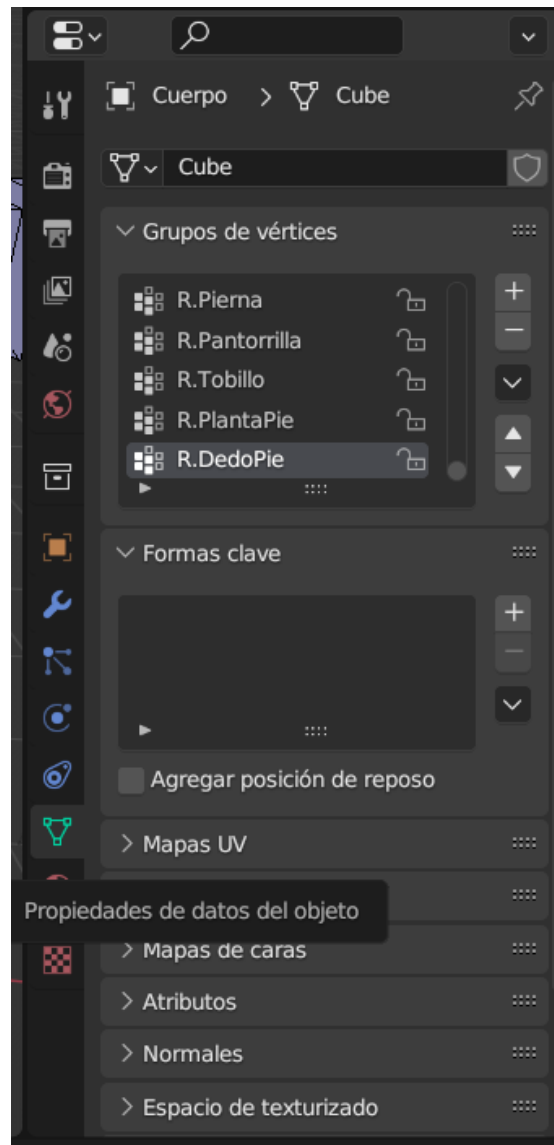 Cuerpo > Cube
Cube
Grupos de vértices
R.Pierna
R.Pantorrilla
R.Tobillo
R.PlantaPie
R.DedoPie
Formas clave
Agregar posición de reposo
Mapas UV
Propiedades de datos del objeto
Mapas de caras
Atributos
Normales
Espacio de texturizado